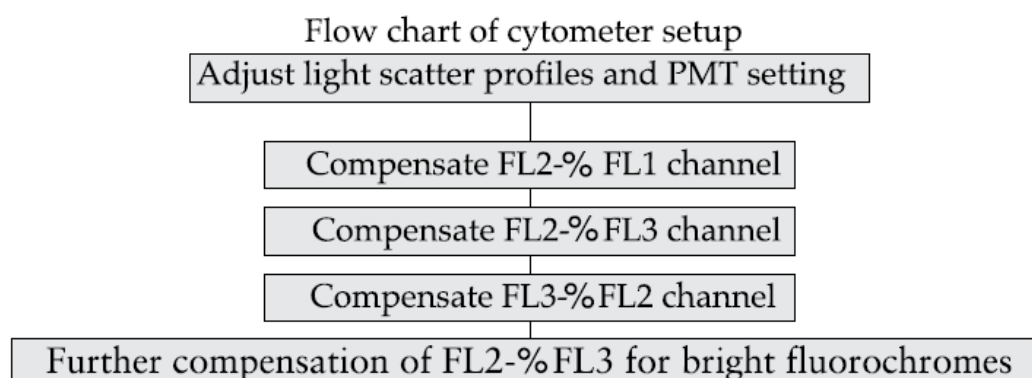 Flow chart of cytometer setup
Adjust light scatter profiles and PMT setting
Compensate FL2-% FL1 channel
Compensate FL2-%FL3 channel
Compensate FL3-%FL2 channel
Further compensation of FL2-%FL3 for bright fluorochromes